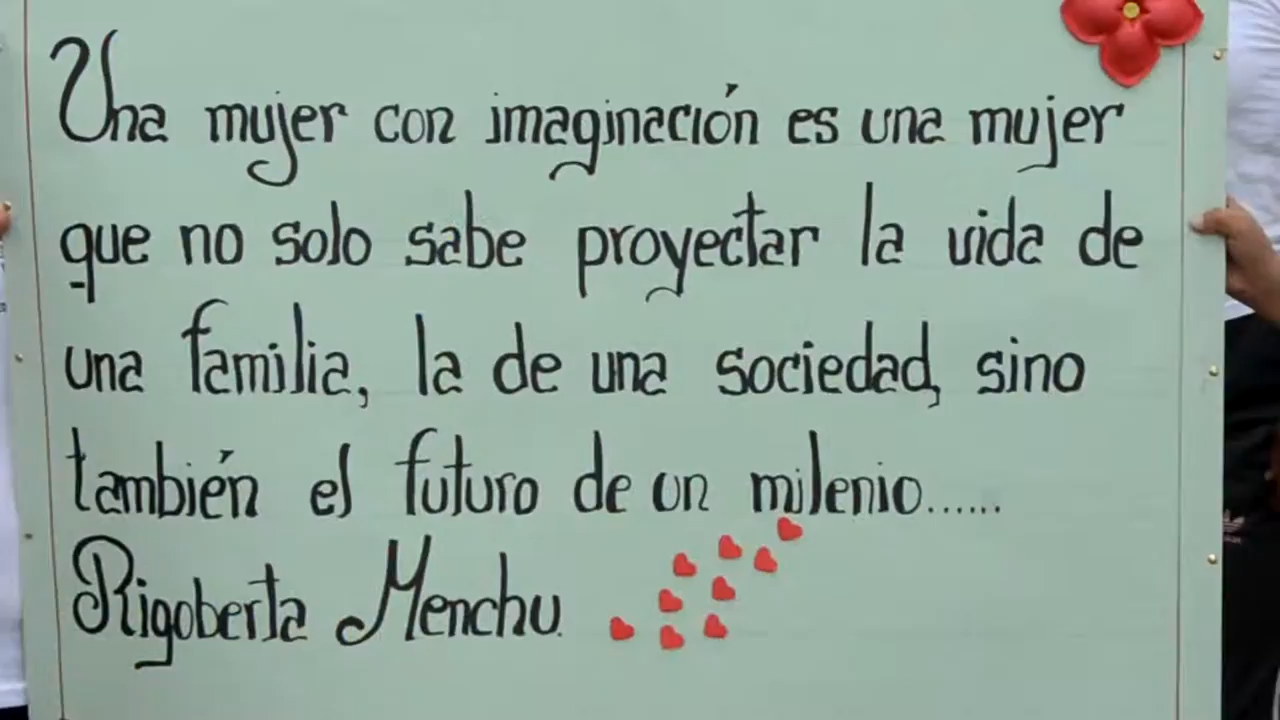 Una mujer con imaginación es una mujer
que no solo sabe proyectar la vida de
una familia, la de una sociedad, sino
también el futuro de un milenio......
Rigoberta Menchu.